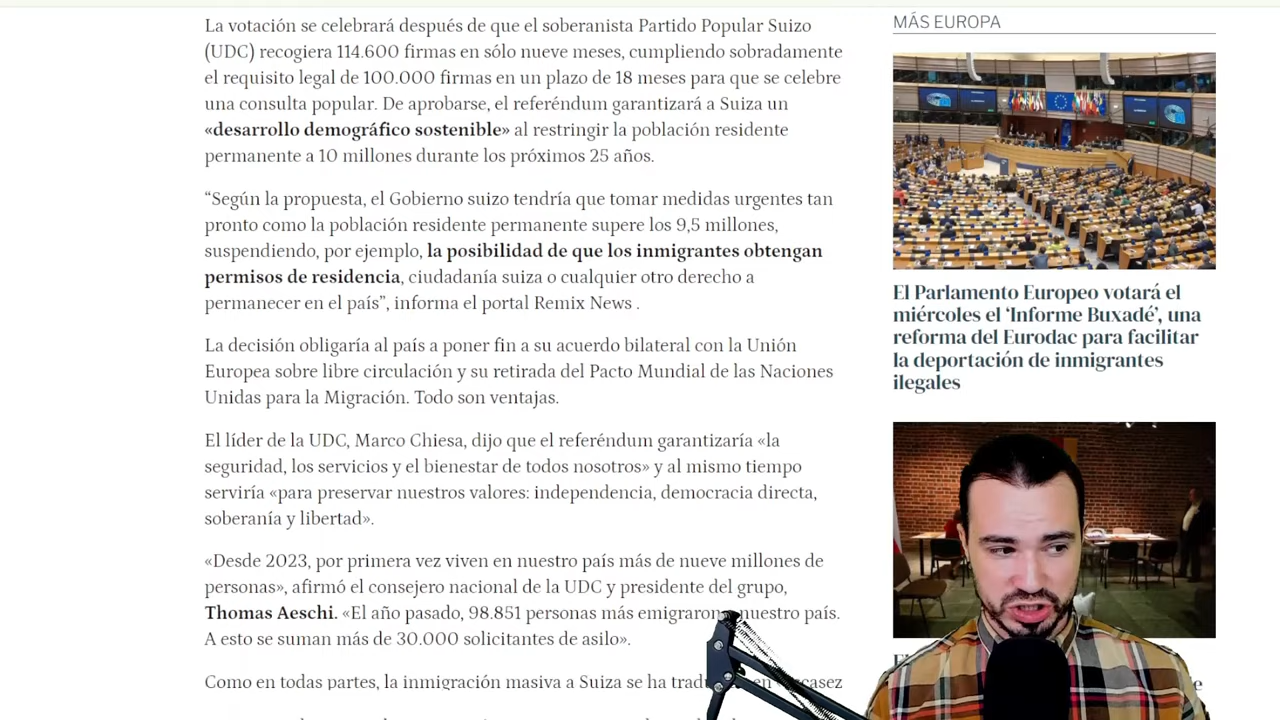 La votación se celebrará después de que el soberanista Partido Popular Suizo
(UDC) recogiera 114.600 firmas en sólo nueve meses, cumpliendo sobradamente
el requisito legal de 100.000 firmas en un plazo de 18 meses para que se celebre
una consulta popular. De aprobarse, el referéndum garantizará a Suiza un
«desarrollo demográfico sostenible» al restringir la población residente
permanente a 10 millones durante los próximos 25 años.
“Según la propuesta, el Gobierno suizo tendría que tomar medidas urgentes tan
pronto como la población residente permanente supere los 9,5 millones,
suspendiendo, por ejemplo, la posibilidad de que los inmigrantes obtengan
permisos de residencia, ciudadanía suiza o cualquier otro derecho a
permanecer en el país”, informa el portal Remix News .
La decisión obligaría al país a poner fin a su acuerdo bilateral con la Unión
Europea sobre libre circulación y su retirada del Pacto Mundial de las Naciones
Unidas para la Migración. Todo son ventajas.
El líder de la UDC, Marco Chiesa, dijo que el referéndum garantizaría «la
seguridad, los servicios y el bienestar de todos nosotros» y al mismo tiempo
serviría «para preservar nuestros valores: independencia, democracia directa,
soberanía y libertad».
«Desde 2023, por primera vez viven en nuestro país más de nueve millones de
personas», afirmó el consejero nacional de la UDC y presidente del grupo,
Thomas Aeschi. «El año pasado, 98.851 personas más emigraron nuestro país.
A esto se suman más de 30.000 solicitantes de asilo».
Como en todas partes, la inmigración masiva a Suiza se ha
MÁS EUROPA
El Parlamento Europeo votará el
miércoles el ‘Informe Buxadé’, una
reforma del Eurodac para facilitar
la deportación de inmigrantes
ilegales